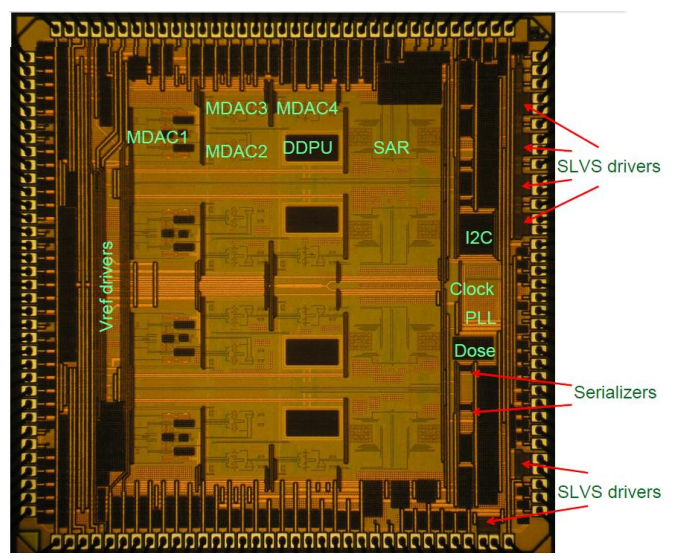 MDAC3 MDAC4
MDAC1
MDAC2 DDPU SAR
SLVS drivers
I2C
Vref drivers
Clock
PLL
Dose
Serializers
SLVS drivers